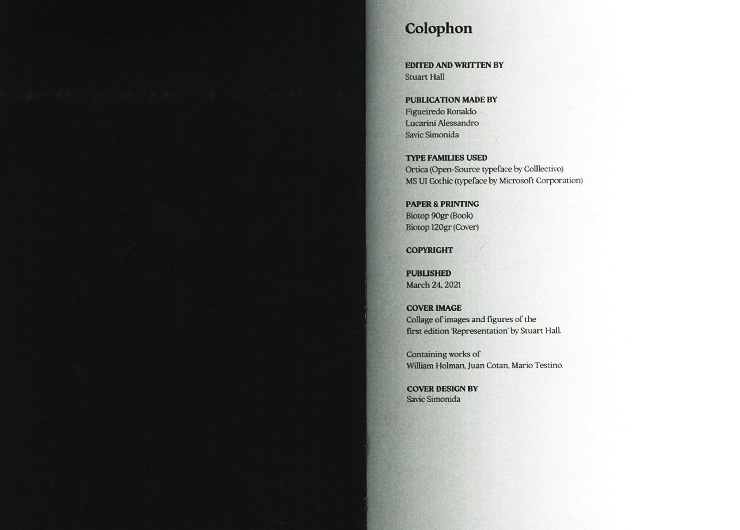 Colophon
EDITED AND WRITTEN BY
Stuart Hall
PUBLICATION MADE BY
Figueiredo Ronaldo
Lucarini Alessandro
Savic Simonida
TYPE FAMILIES USED
Ortica (Open-Source typeface by Colllectivo)
MS UI Gothic (typeface by Microsoft Corporation)
PAPER & PRINTING
Biotop 90gr (Book)
Biotop 120gr (Cover)
COPYRIGHT
PUBLISHED
March 24, 2021
COVER IMAGE
Collage of images and figures of the
first edition 'Representation' by Stuart Hall.
Containing works of
William Holman, Juan Cotan, Mario Testino.
COVER DESIGN BY
Savic Simonida